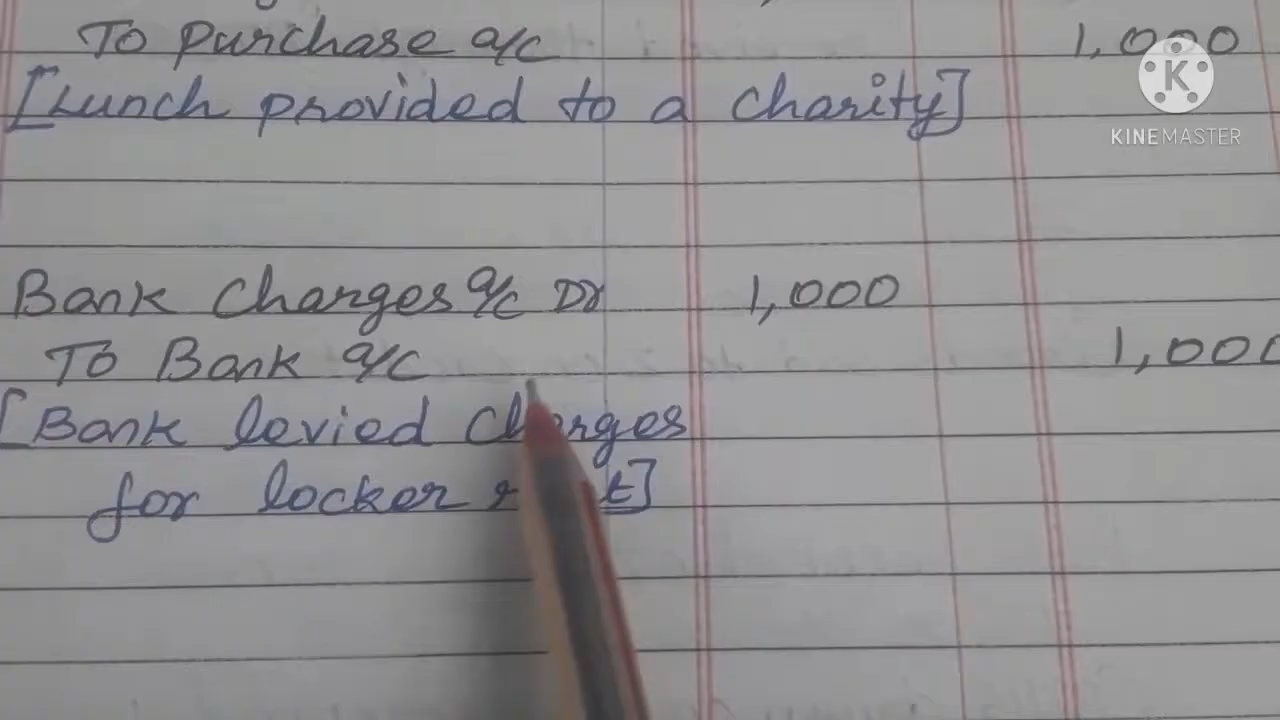 To Purchase a/c 1,000
[Lunch provided to a charity]
KINEMASTER
Bank Charges a/c Dr 1,000
To Bank a/c 1,000
[Bank levied Charges
for locker rent]